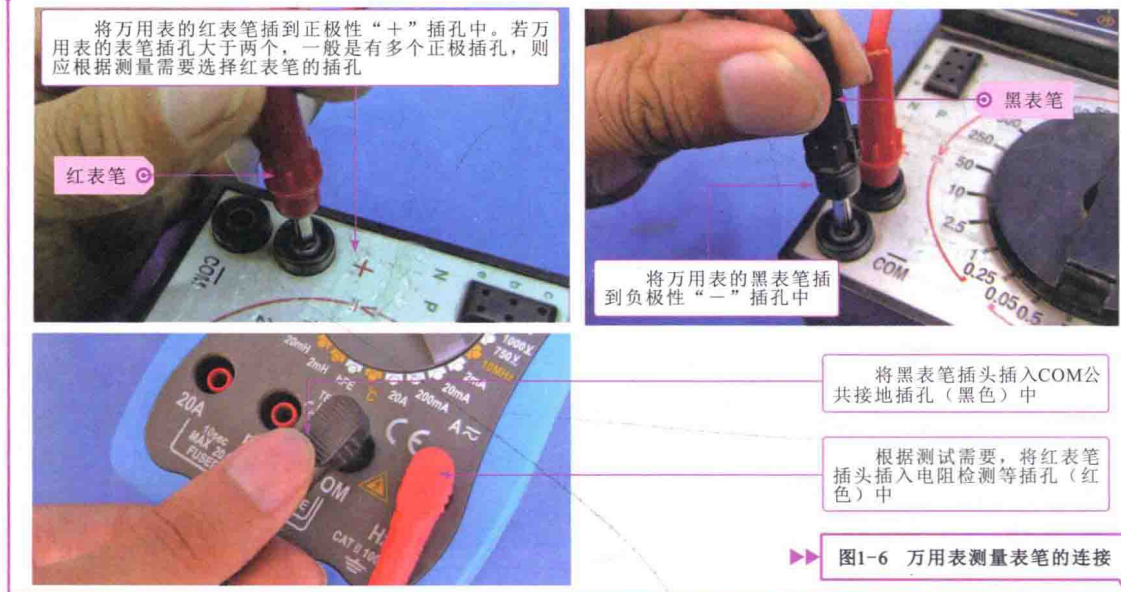 将万用表的红表笔插到正极性“＋”插孔中。若万
用表的表笔插孔大于两个，一般是有多个正极插孔，则
应根据测量需要选择红表笔的插孔
红表笔
COM
+
N
P
黑表笔
N
P
250
50
10
2.5
1
0.25
0.05
0.5
COM
将万用表的黑表笔插
到负极性“－”插孔中
1000V
750V
10MHz
2mA
20mA
200mA
20A
A
20mH
2mH
hFE
°C
20A
10sec
MAX 20
FUSED
OM
CE
CAT II 100
将黑表笔插头插入COM公
共接地插孔（黑色）中
根据测试需要，将红表笔
插头插入电阻检测等插孔（红
色）中
图1-6 万用表测量表笔的连接